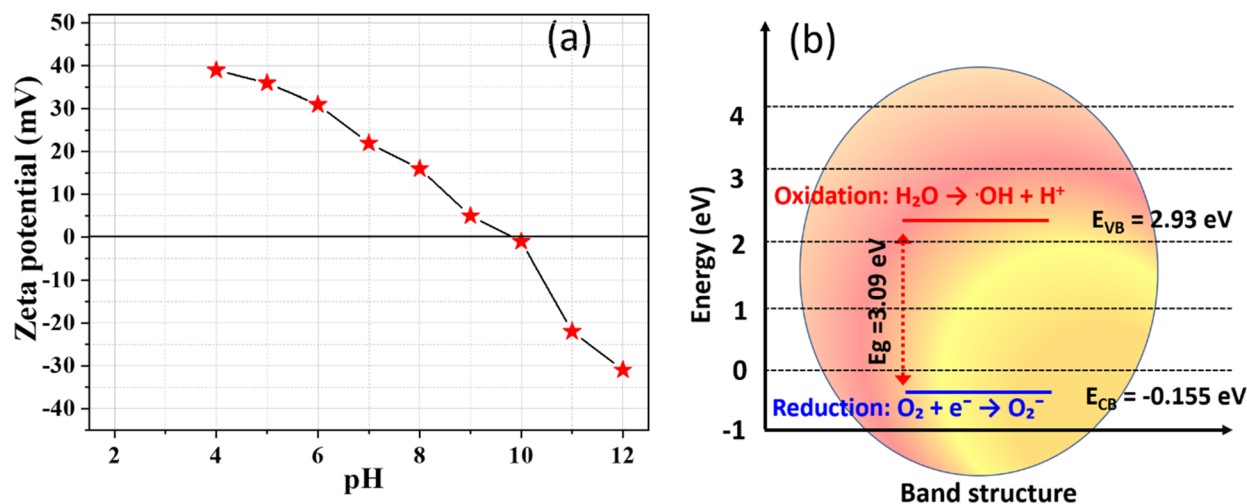 (a)
Zeta potential (mV)
50
40
30
20
10
0
-10
-20
-30
-40
2 4 6 8 10 12
pH
(b)
Energy (eV)
4
3
2
1
0
-1
Oxidation: H₂O → ·OH + H⁺
E_VB = 2.93 eV
Eg =3.09 eV
E_CB = -0.155 eV
Reduction: O₂ + e⁻ → O₂⁻
Band structure